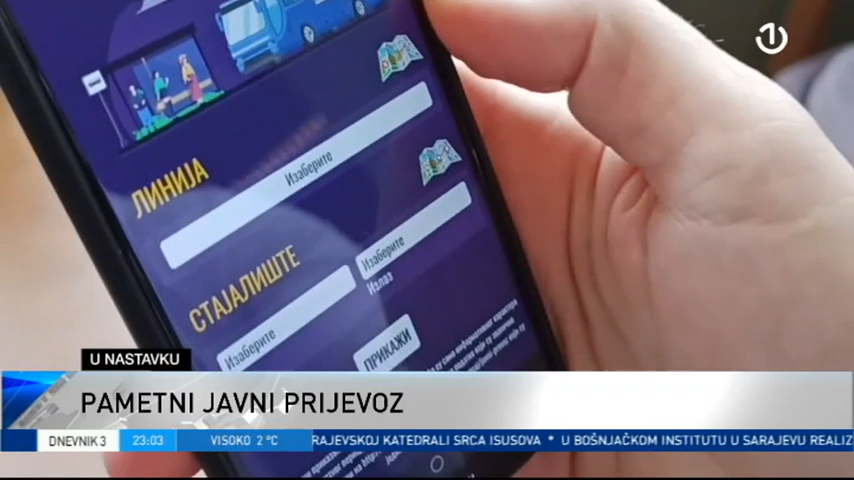 ЛИНИЈА
Изаберите
СТАЈАЛИШТЕ
Изаберите
Изаберите
Излаз
ПРИКАЖИ
U NASTAVKU
PAMETNI JAVNI PRIJEVOZ
DNEVNIK 3 23:03 VISOKO 2 °C RAJEVSKOJ KATEDRALI SRCA ISUSOVA * U BOŠNJAČKOM INSTITUTU U SARAJEVU REALIZ